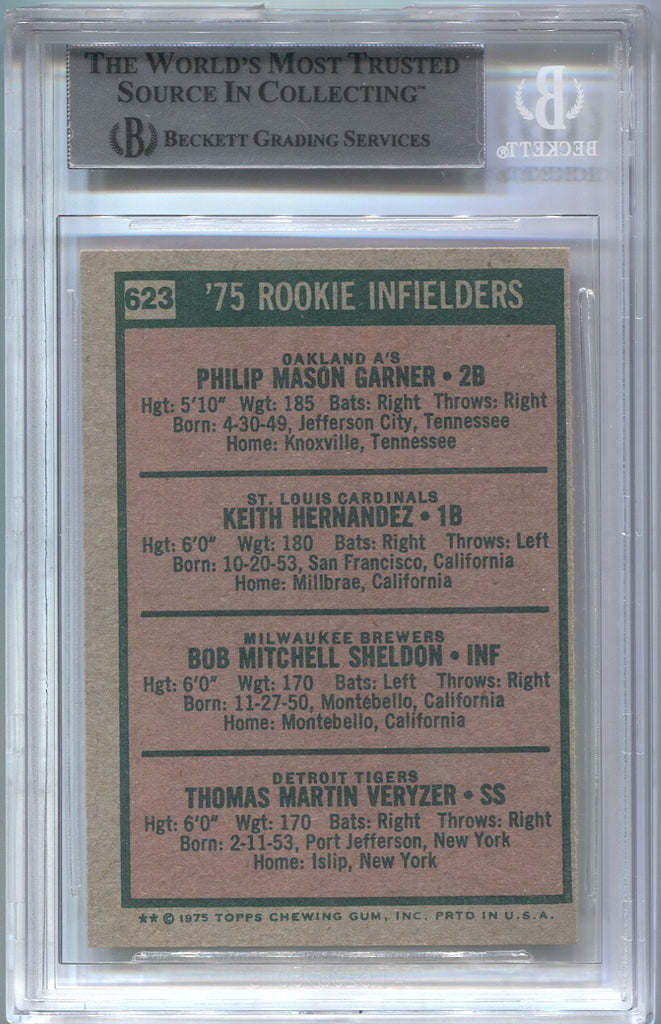 THE WORLD'S MOST TRUSTED
SOURCE IN COLLECTING™
B BECKETT GRADING SERVICES
B
BECKETT®
623 '75 ROOKIE INFIELDERS
OAKLAND A'S
PHILIP MASON GARNER • 2B
Hgt: 5'10" Wgt: 185 Bats: Right Throws: Right
Born: 4-30-49, Jefferson City, Tennessee
Home: Knoxville, Tennessee
ST. LOUIS CARDINALS
KEITH HERNANDEZ • 1B
Hgt: 6'0" Wgt: 180 Bats: Right Throws: Left
Born: 10-20-53, San Francisco, California
Home: Millbrae, California
MILWAUKEE BREWERS
BOB MITCHELL SHELDON • INF
Hgt: 6'0" Wgt: 170 Bats: Left Throws: Right
Born: 11-27-50, Montebello, California
Home: Montebello, California
DETROIT TIGERS
THOMAS MARTIN VERYZER • SS
Hgt: 6'0" Wgt: 170 Bats: Right Throws: Right
Born: 2-11-53, Port Jefferson, New York
Home: Islip, New York
** © 1975 TOPPS CHEWING GUM, INC. PRTD IN U.S.A.